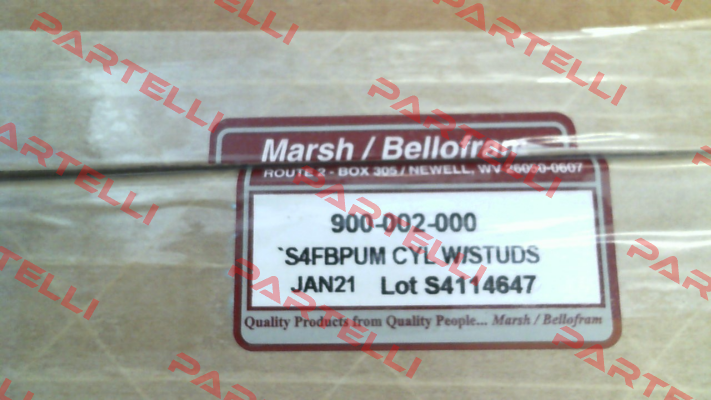 Marsh / Bellofram
ROUTE 2 - BOX 305 / NEWELL, WV 26050-0607
900-002-000
`S4FBPUM CYL W/STUDS
JAN21 Lot S4114647
Quality Products from Quality People... Marsh / Bellofram
PARTELLI
PARTELLI
PARTELLI
PARTELLI
PARTELLI
PARTELLI
PARTELLI
PARTELLI